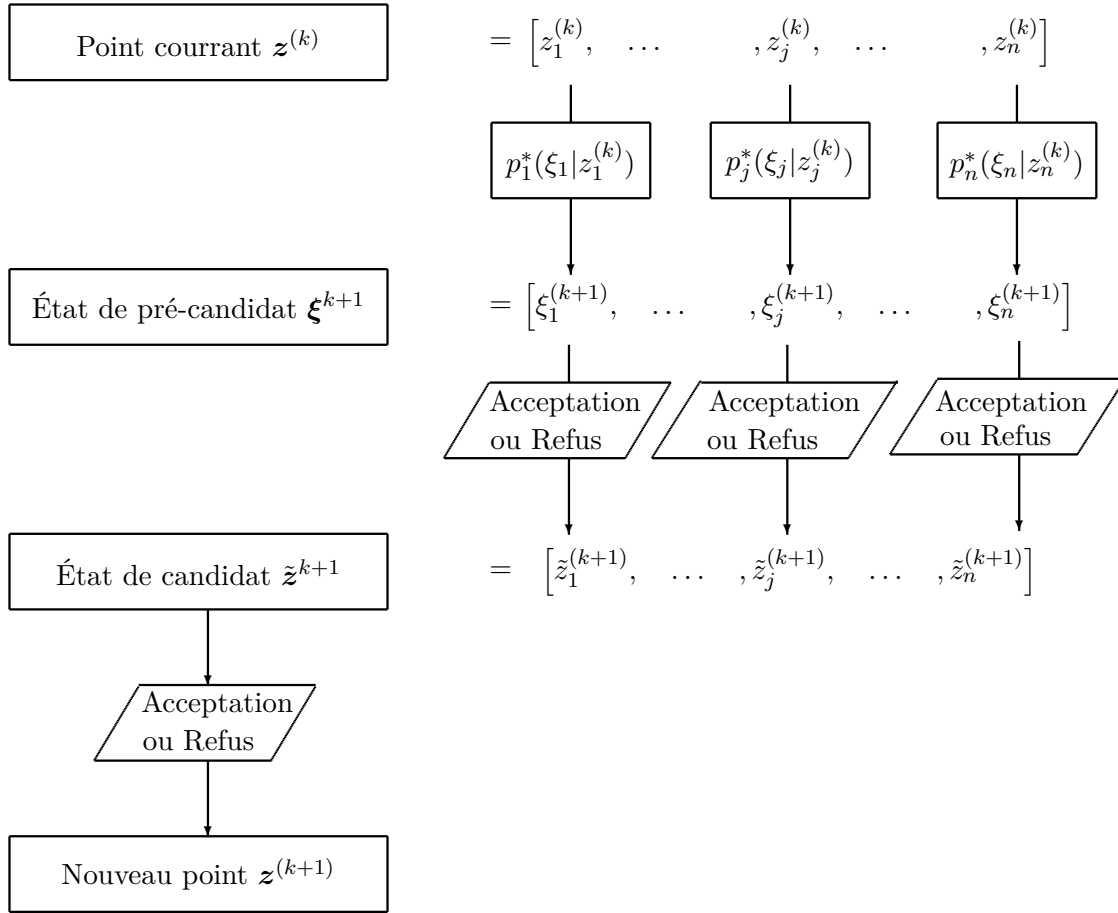 Point courrant z^(k) = [z_1^(k), … , z_j^(k), … , z_n^(k)]
p_1^*(ξ_1|z_1^(k)) p_j^*(ξ_j|z_j^(k)) p_n^*(ξ_n|z_n^(k))
État de pré-candidat ξ^k+1 = [ξ_1^(k+1), … , ξ_j^(k+1), … , ξ_n^(k+1)]
Acceptation Acceptation Acceptation
ou Refus ou Refus ou Refus
État de candidat z̃^k+1 = [z̃_1^(k+1), … , z̃_j^(k+1), … , z̃_n^(k+1)]
Acceptation
ou Refus
Nouveau point z^(k+1)